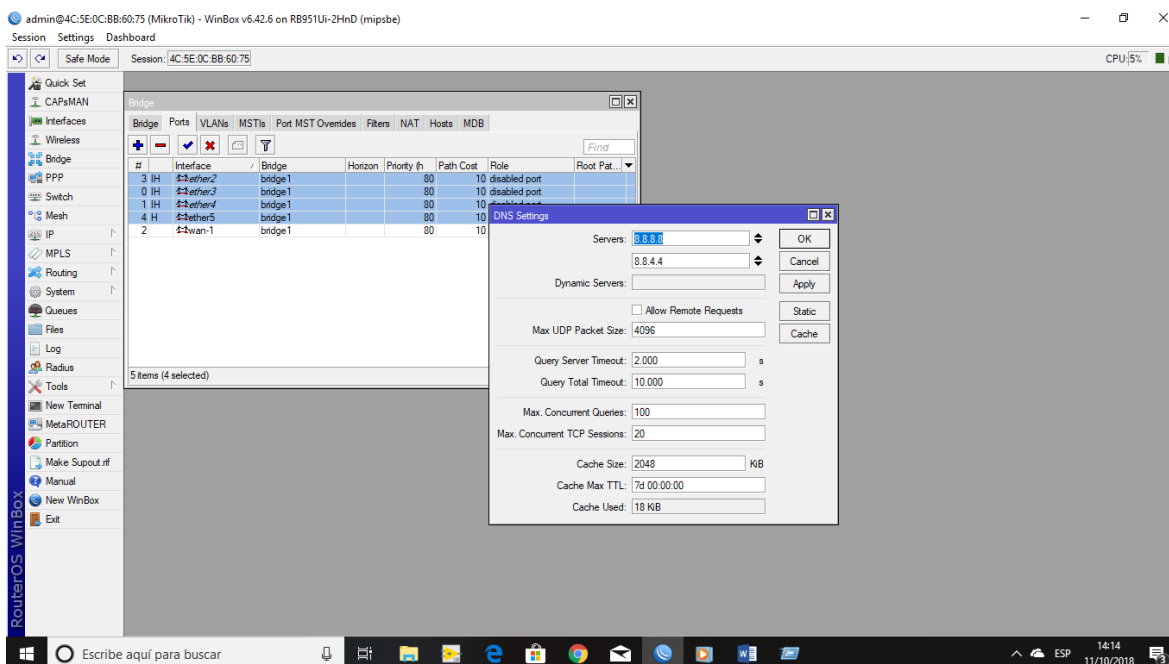 admin@4C:5E:0C:BB:60:75 (MikroTik) - WinBox v6.42.6 on RB951Ui-2HnD (mipsbe)
Session Settings Dashboard
Safe Mode Session: 4C:5E:0C:BB:60:75 CPU: 5%
Quick Set
CAPsMAN
Interfaces
Wireless
Bridge
PPP
Switch
Mesh
IP
MPLS
Routing
System
Queues
Files
Log
Radius
Tools
New Terminal
MetaROUTER
Partition
Make Supout.rif
Manual
New WinBox
Exit
RouterOS WinBox
Bridge
Bridge Ports VLANs MSTIs Port MST Overrides Filters NAT Hosts MDB
Find
# Interface / Bridge Horizon Priority (h Path Cost Role Root Pat...
3 IH ether2 bridge1 80 10 disabled port
0 IH ether3 bridge1 80 10 disabled port
1 IH ether4 bridge1 80 10 disabled port
4 H ether5 bridge1 80 10
2 wan-1 bridge1 80 10
5 items (4 selected)
DNS Settings
Servers: 8.8.8.8 OK
8.8.4.4 Cancel
Dynamic Servers: Apply
Allow Remote Requests Static
Max UDP Packet Size: 4096 Cache
Query Server Timeout: 2.000 s
Query Total Timeout: 10.000 s
Max. Concurrent Queries: 100
Max. Concurrent TCP Sessions: 20
Cache Size: 2048 KiB
Cache Max TTL: 7d 00:00:00
Cache Used: 18 KiB
Escribe aquí para buscar
ESP
14:14
11/10/2018